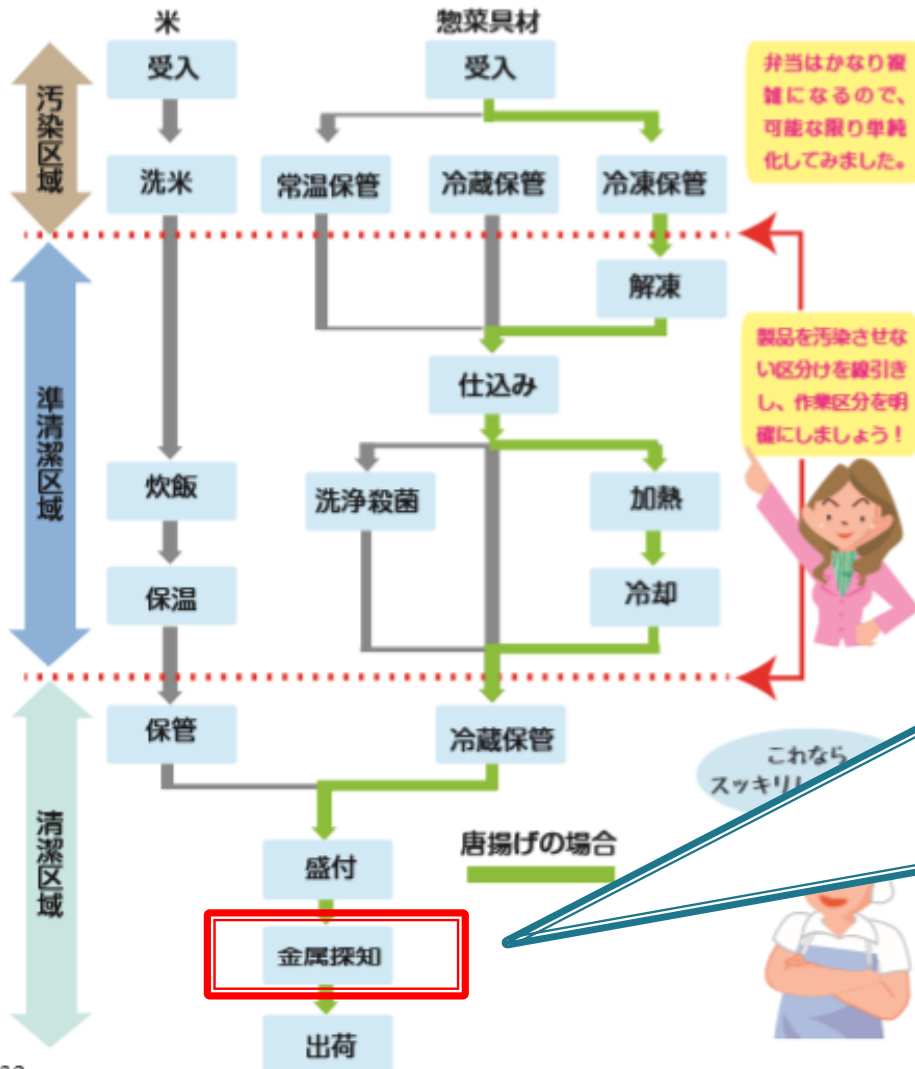 米
惣菜具材
受入
受入
弁当はかなり複
雑になるので、
可能な限り単純
化してみました。
汚染区域
洗米
常温保管
冷蔵保管
冷凍保管
解凍
製品を汚染させな
い区分けを線引き
し、作業区分を明
確にしましょう!
仕込み
準清潔区域
炊飯
洗浄殺菌
加熱
保温
冷却
保管
冷蔵保管
これなら
スッキリし
清潔区域
唐揚げの場合
盛付
金属探知
出荷